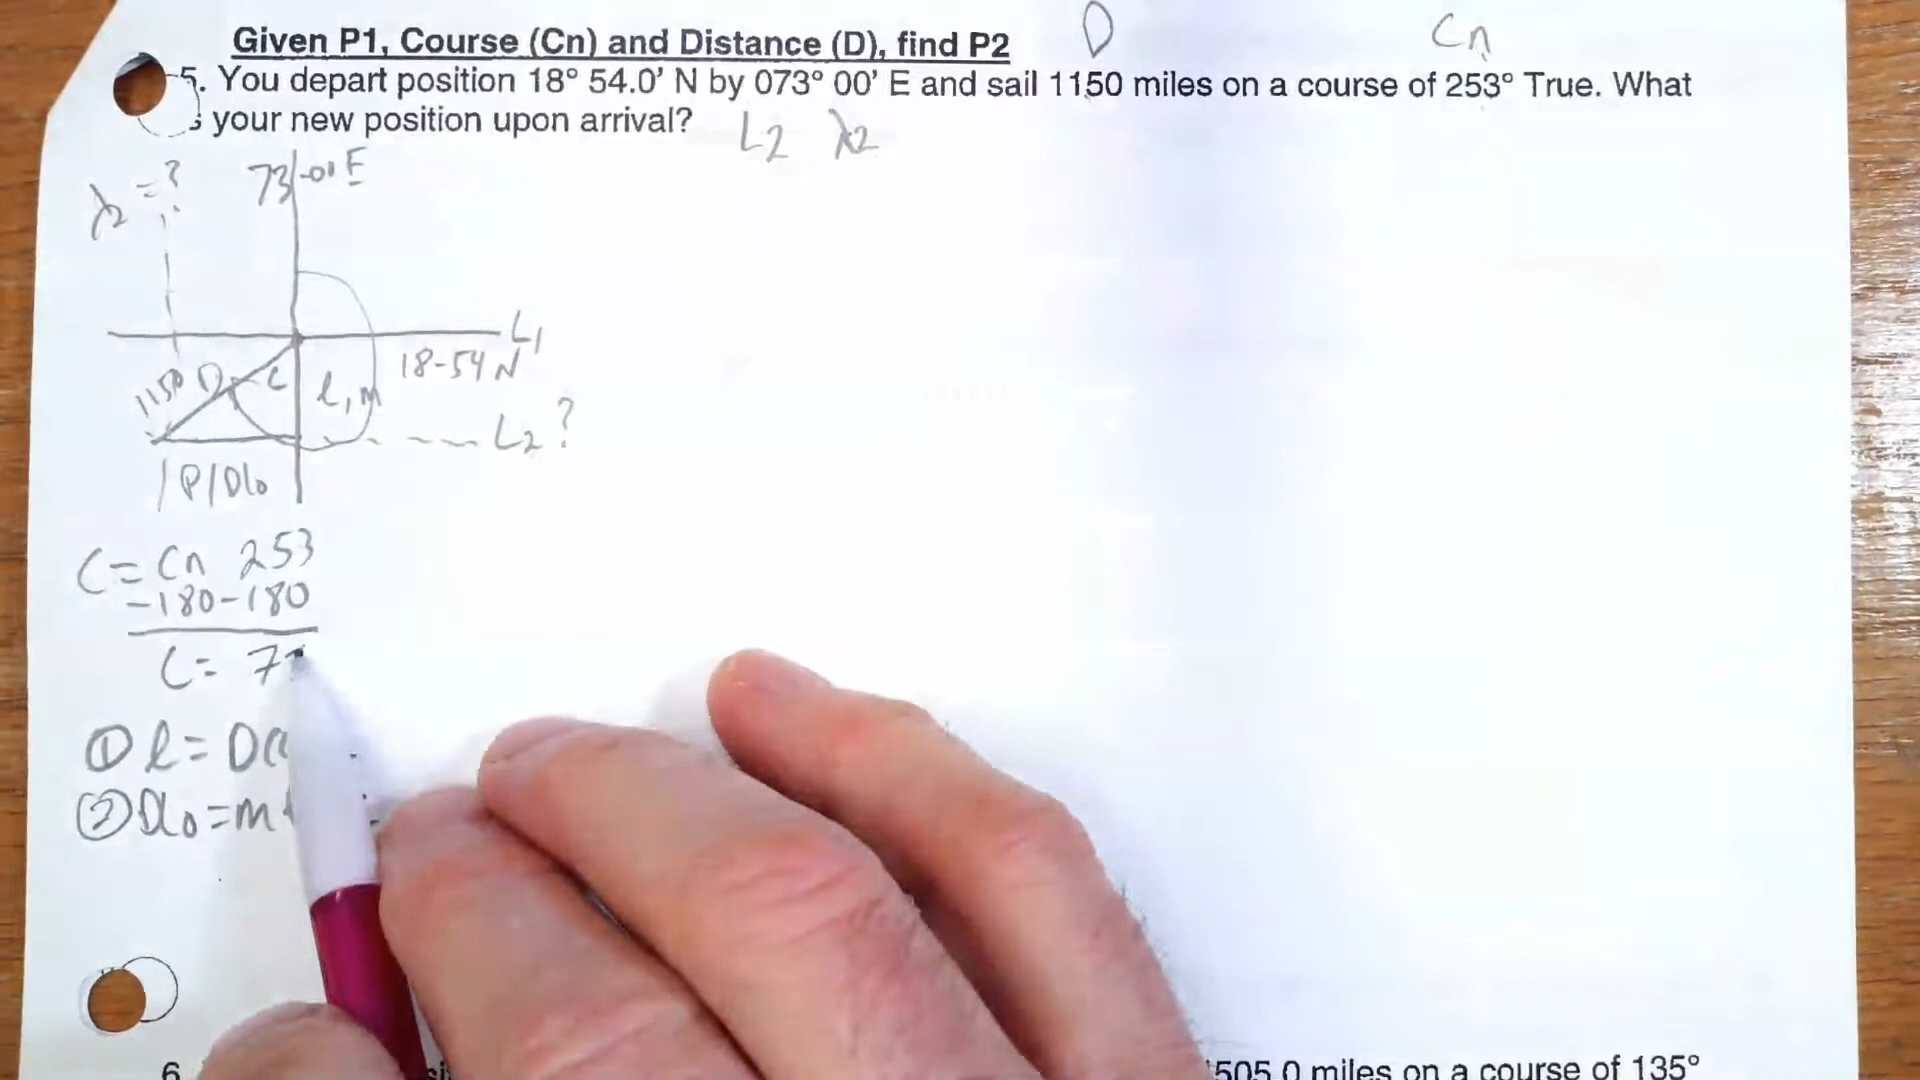 Given P1, Course (Cn) and Distance (D), find P2
D
Cn
5. You depart position 18° 54.0' N by 073° 00' E and sail 1150 miles on a course of 253° True. What
your new position upon arrival?
L2 λ2
λ2 = ?
73-00 E
L1
18-54 N
1150 D
C
l, m
L2 ?
P/Dlo
C = Cn 253
-180 -180
C = 7
① l = D
② Dlo = m
6
505.0 miles on a course of 135°